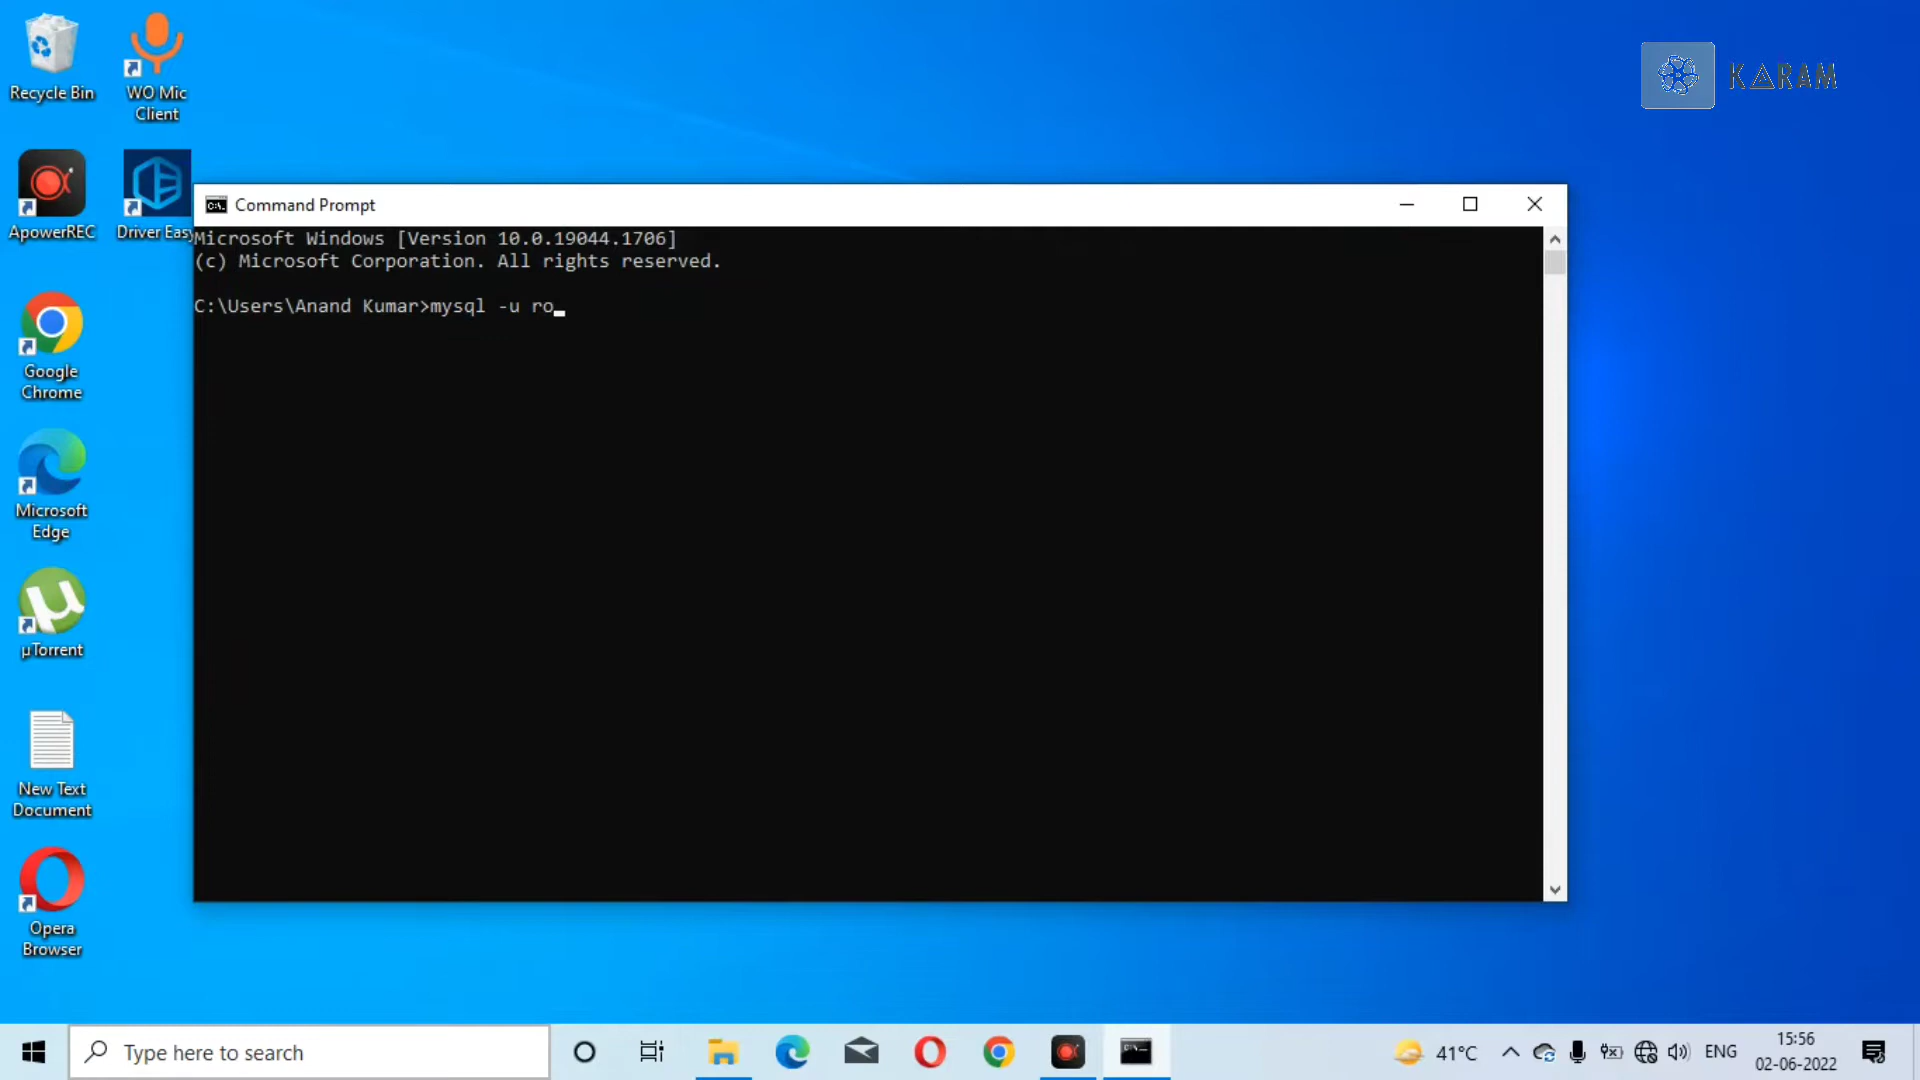 Recycle Bin
WO Mic
Client
KARAM
ApowerREC
Driver Easy
Google
Chrome
Microsoft
Edge
µTorrent
New Text
Document
Opera
Browser
Command Prompt
Microsoft Windows [Version 10.0.19044.1706]
(c) Microsoft Corporation. All rights reserved.
C:\Users\Anand Kumar>mysql -u ro
Type here to search
41°C
ENG
15:56
02-06-2022